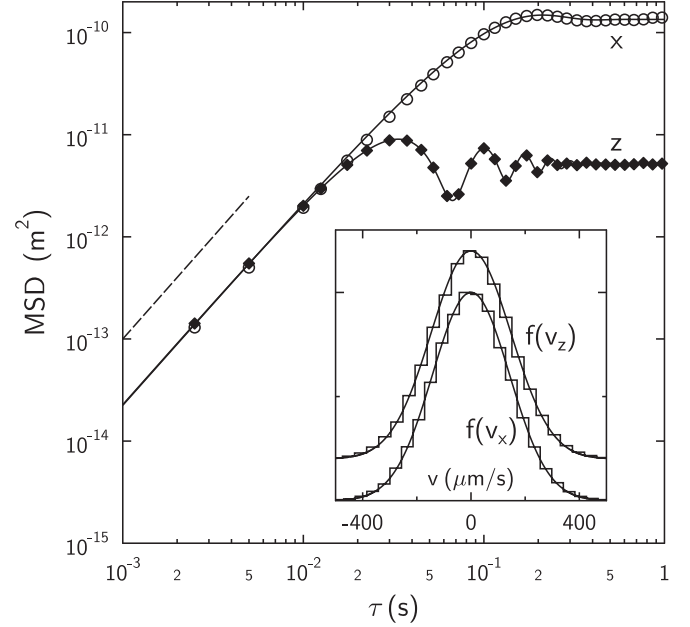 10⁻¹⁰
x
10⁻¹¹
z
MSD (m²)
10⁻¹²
10⁻¹³
f(v_z)
f(v_x)
10⁻¹⁴
v (μm/s)
10⁻¹⁵
-400 0 400
10⁻³ 2 5 10⁻² 2 5 10⁻¹ 2 5 1
τ (s)